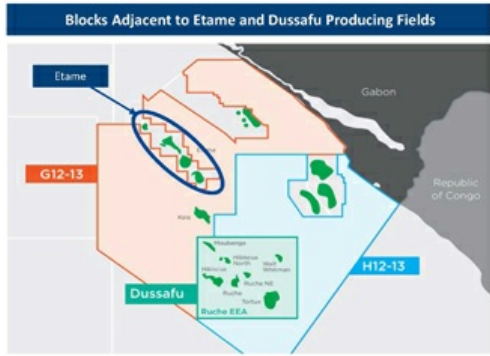 Blocks Adjacent to Etame and Dussafu Producing Fields
Etame
Gabon
Republic
of Congo
G12-13
Moubenga
Hibiscus
North
Walt
Whitman
Hibiscus
Ruche NE
Ruche
Tortue
H12-13
Dussafu
Ruche EEA